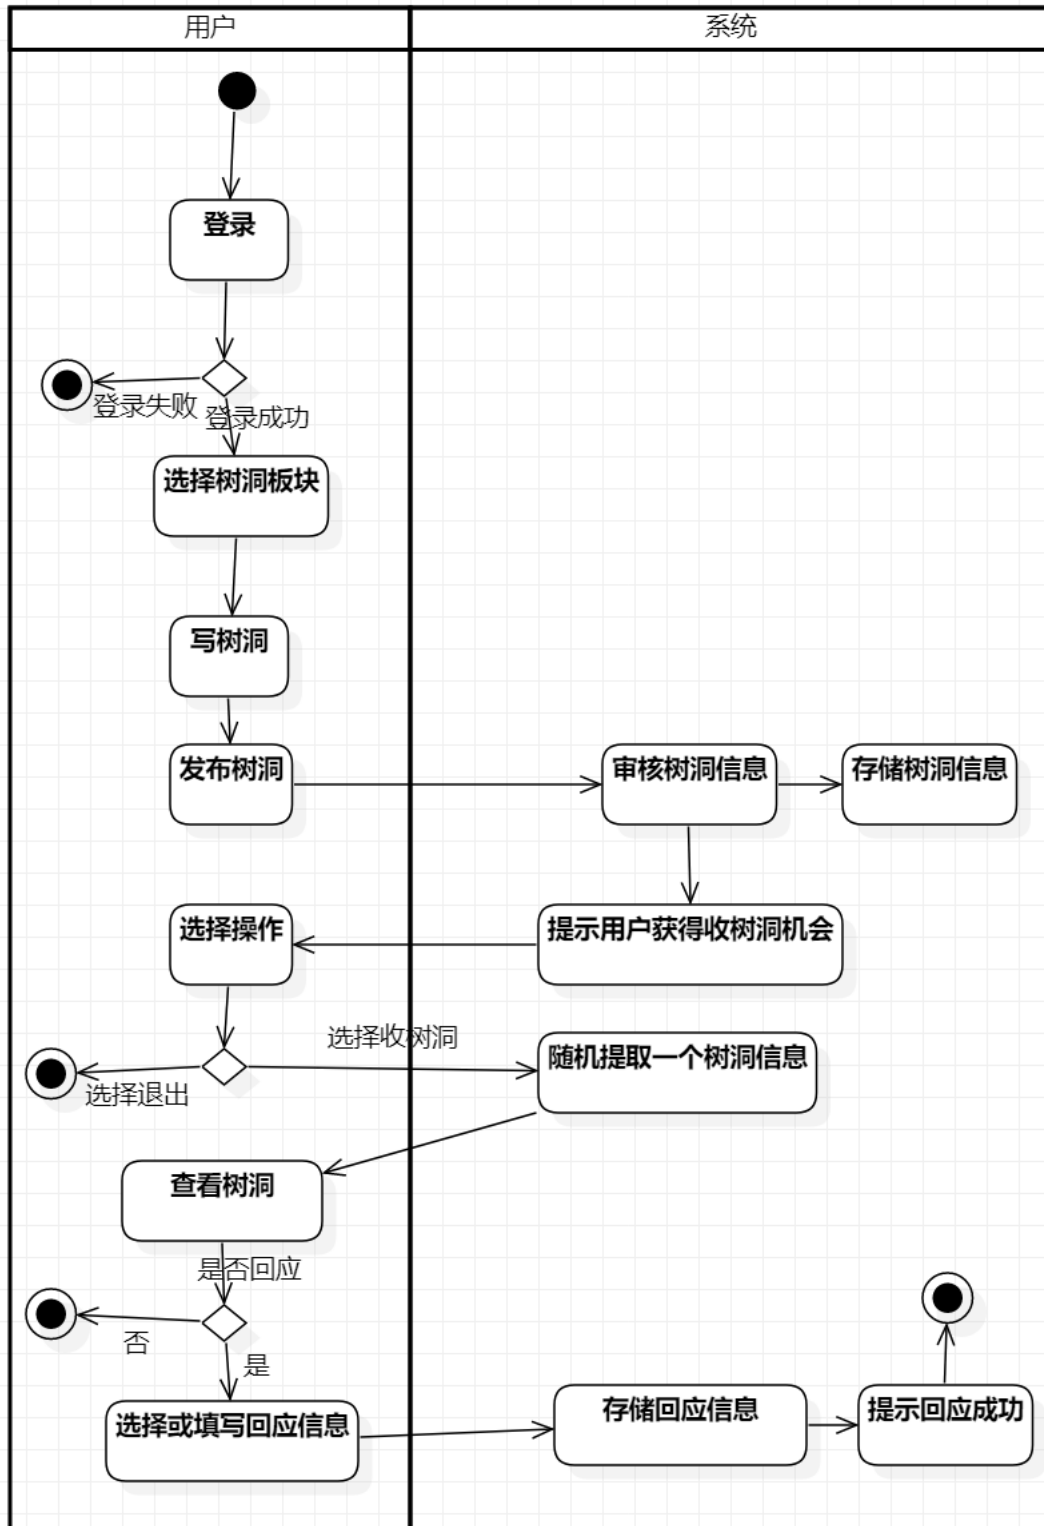 用户
系统
登录
登录失败
登录成功
选择树洞板块
写树洞
发布树洞
审核树洞信息
存储树洞信息
选择操作
提示用户获得收树洞机会
选择收树洞
随机提取一个树洞信息
选择退出
查看树洞
是否回应
否
是
选择或填写回应信息
存储回应信息
提示回应成功